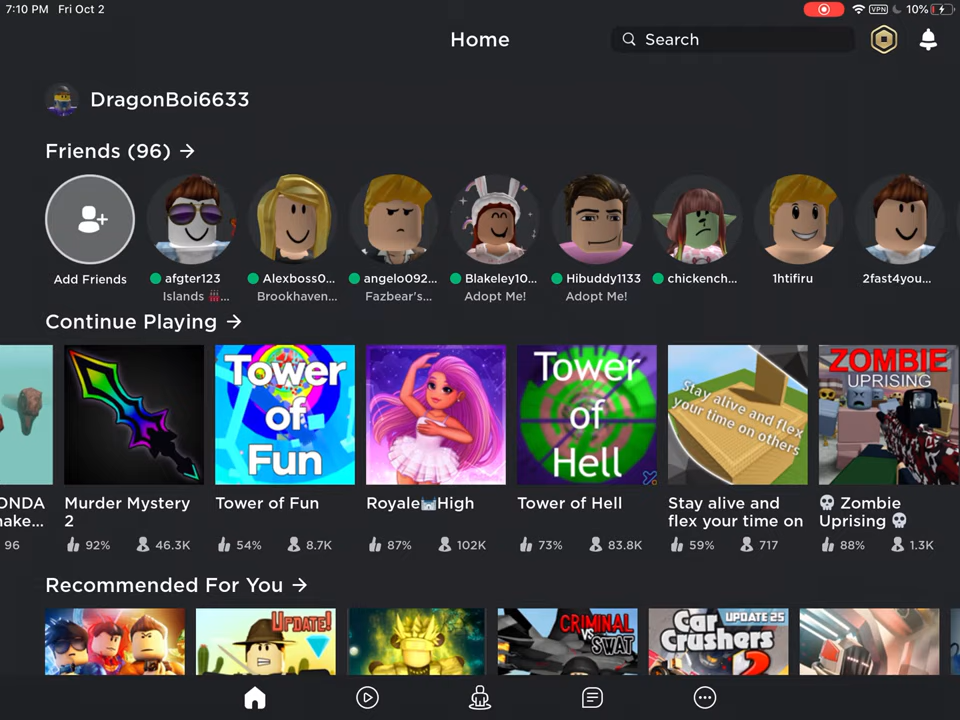 7:10 PM Fri Oct 2
VPN 10%
Home
Search
DragonBoi6633
Friends (96) →
Add Friends
afgter123
Islands ...
Alexboss0...
Brookhaven...
angelo092...
Fazbear's...
Blakeley10...
Adopt Me!
Hibuddy1133
Adopt Me!
chickench...
1htifiru
2fast4you...
Continue Playing →
Tower
of
Fun
Tower
of
Hell
Stay alive and flex
your time on others
ZOMBIE
UPRISING
ONDA
nake...
96
Murder Mystery
2
92% 46.3K
Tower of Fun
54% 8.7K
Royale🏰High
87% 102K
Tower of Hell
73% 83.8K
Stay alive and
flex your time on
59% 717
💀 Zombie
Uprising 💀
88% 1.3K
Recommended For You →
UPDATE!
CRIMINAL
VS
SWAT
UPDATE 25
Car
Crushers
2